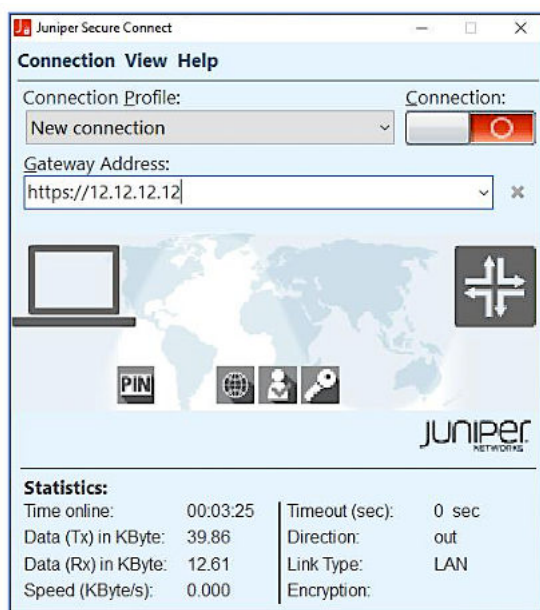 Juniper Secure Connect
Connection View Help
Connection Profile: Connection:
New connection
Gateway Address:
https://12.12.12.12
PIN
JUNIPER
NETWORKS
Statistics:
Time online: 00:03:25 Timeout (sec): 0 sec
Data (Tx) in KByte: 39.86 Direction: out
Data (Rx) in KByte: 12.61 Link Type: LAN
Speed (KByte/s): 0.000 Encryption: